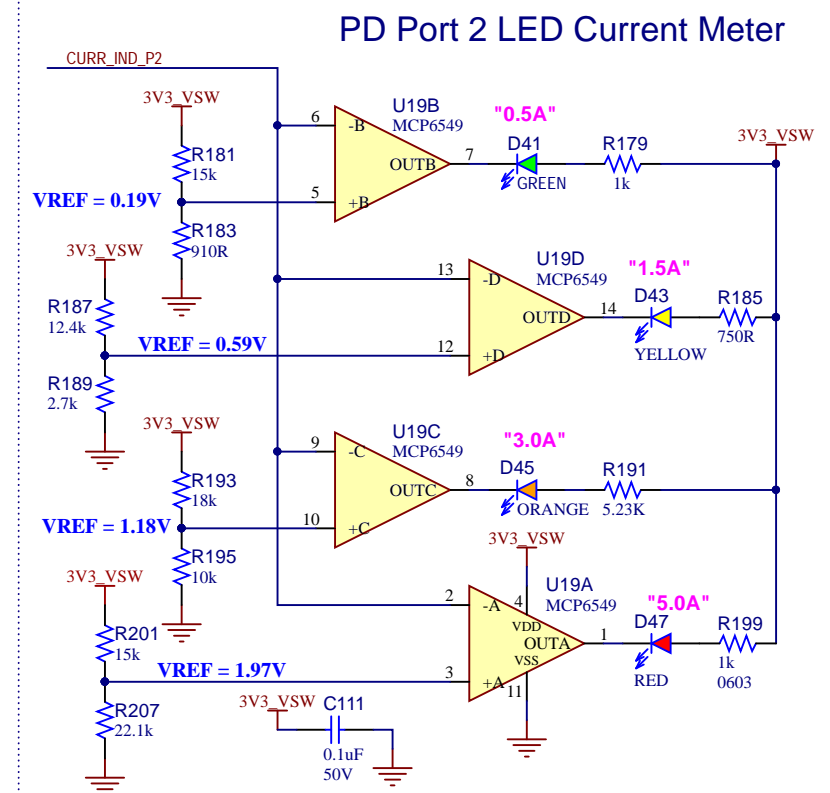 PD Port 2 LED Current Meter
CURR_IND_P2
3V3_VSW
R181
15k
VREF = 0.19V
R183
910R
6
-B
5
+B
OUTB
7
U19B
MCP6549
"0.5A"
D41
GREEN
R179
1k
3V3_VSW
3V3_VSW
R187
12.4k
VREF = 0.59V
R189
2.7k
13
-D
12
+D
OUTD
14
U19D
MCP6549
"1.5A"
D43
YELLOW
R185
750R
3V3_VSW
R193
18k
VREF = 1.18V
R195
10k
9
-C
10
+C
OUTC
8
U19C
MCP6549
"3.0A"
D45
ORANGE
R191
5.23K
3V3_VSW
R201
15k
VREF = 1.97V
R207
22.1k
2
-A
3
+A
3V3_VSW
4
VDD
OUTA
VSS
11
1
U19A
MCP6549
"5.0A"
D47
RED
R199
1k
0603
3V3_VSW
C111
0.1uF
50V